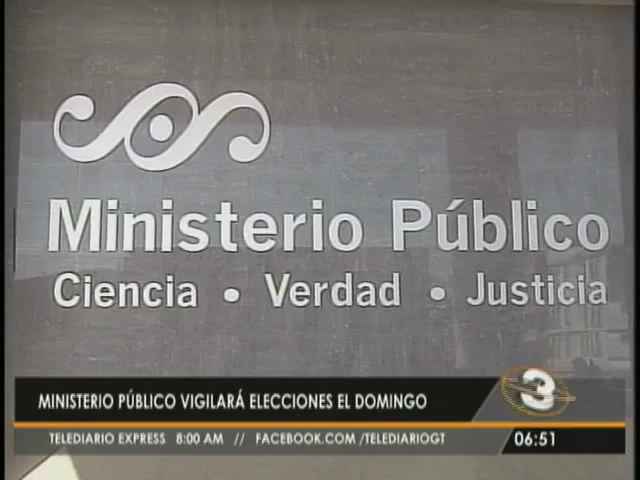 Ministerio Público
Ciencia • Verdad • Justicia
MINISTERIO PÚBLICO VIGILARÁ ELECCIONES EL DOMINGO
3
TELEDIARIO EXPRESS 8:00 AM // FACEBOOK.COM/TELEDIARIOGT
06:51